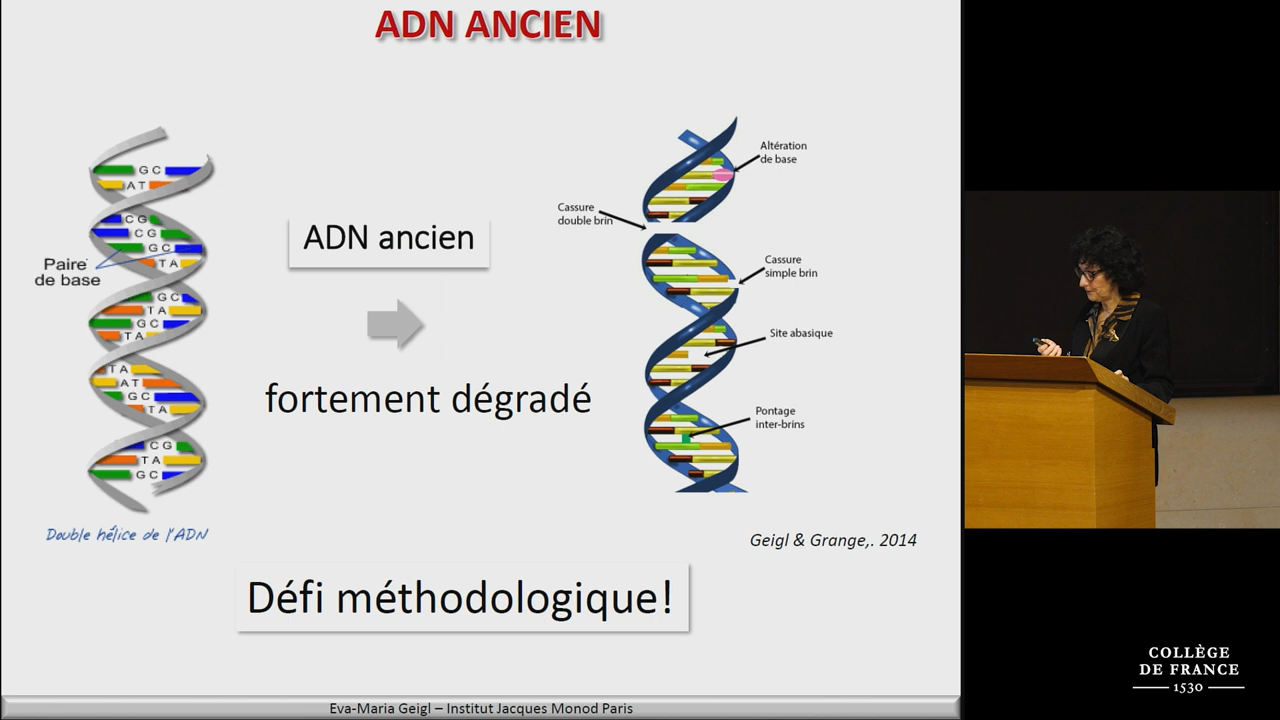 ADN ANCIEN
G C
A T
C G
C G
G C
T A
Paire
de base
G C
T A
G C
T A
T A
A T
G C
T A
C G
T A
G C
Double hélice de l'ADN
ADN ancien
fortement dégradé
Altération
de base
Cassure
double brin
Cassure
simple brin
Site abasique
Pontage
inter-brins
Geigl & Grange,. 2014
Défi méthodologique!
Eva-Maria Geigl – Institut Jacques Monod Paris
COLLÈGE
DE FRANCE
1530